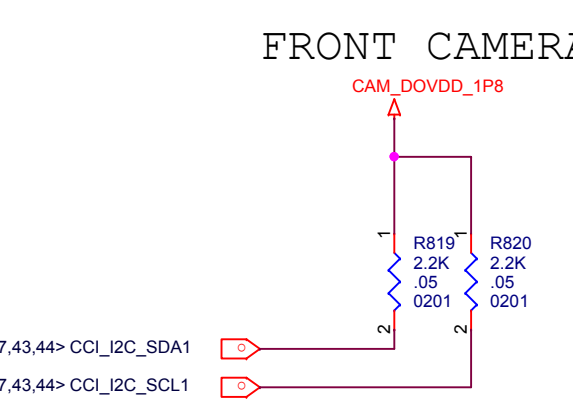 FRONT CAMERA
CAM_DOVDD_1P8
1
1
R819
2.2K
.05
0201
R820
2.2K
.05
0201
2
2
7,43,44> CCI_I2C_SDA1
7,43,44> CCI_I2C_SCL1